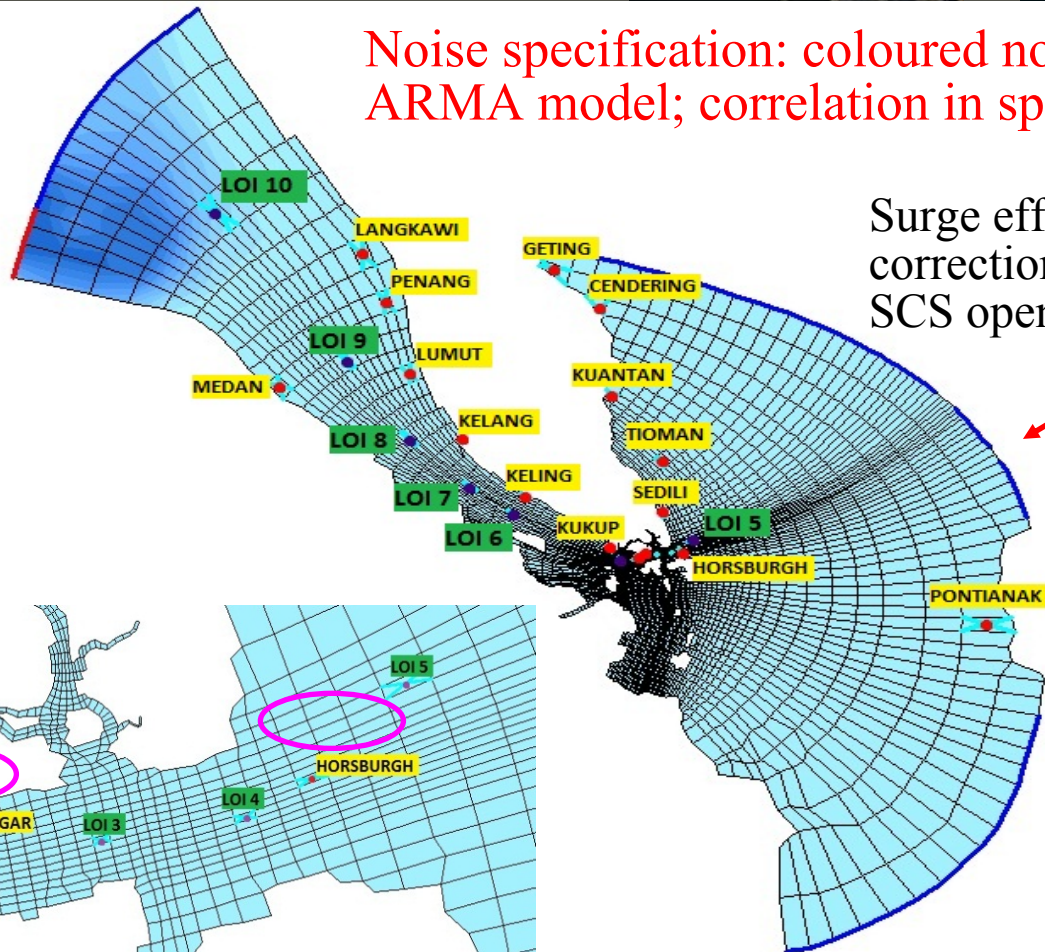 Noise specification: coloured no
ARMA model; correlation in sp
Surge eff
correction
SCS oper
LOI 10
LANGKAWI
GETING
PENANG
CENDERING
LOI 9
LUMUT
KUANTAN
MEDAN
KELANG
LOI 8
TIOMAN
KELING
LOI 7
SEDILI
LOI 6
KUKUP
LOI 5
HORSBURGH
PONTIANAK
LOI 5
HORSBURGH
LOI 4
GAR
LOI 3